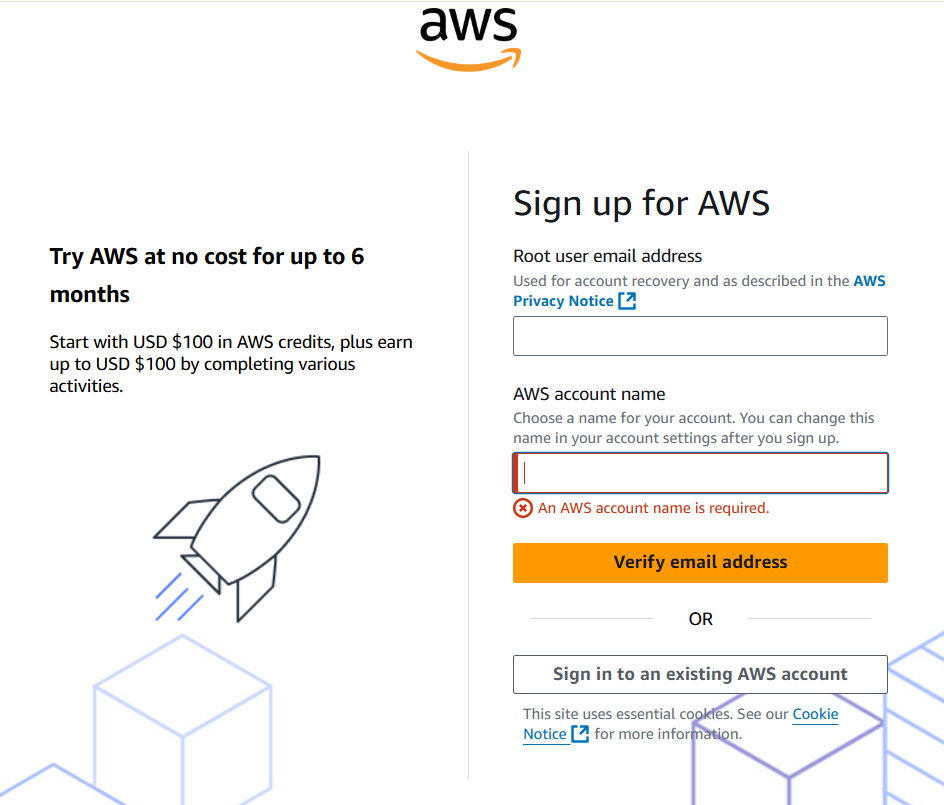 aws
Try AWS at no cost for up to 6
months
Start with USD $100 in AWS credits, plus earn
up to USD $100 by completing various
activities.
Sign up for AWS
Root user email address
Used for account recovery and as described in the AWS
Privacy Notice
AWS account name
Choose a name for your account. You can change this
name in your account settings after you sign up.
An AWS account name is required.
Verify email address
OR
Sign in to an existing AWS account
This site uses essential cookies. See our Cookie
Notice for more information.